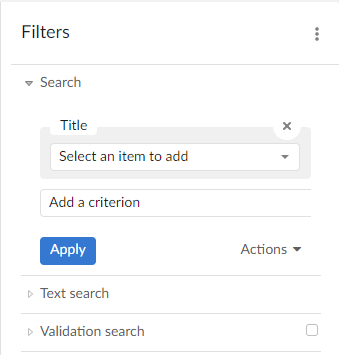 Filters
Search
Title
Select an item to add
Add a criterion
Apply
Actions
Text search
Validation search